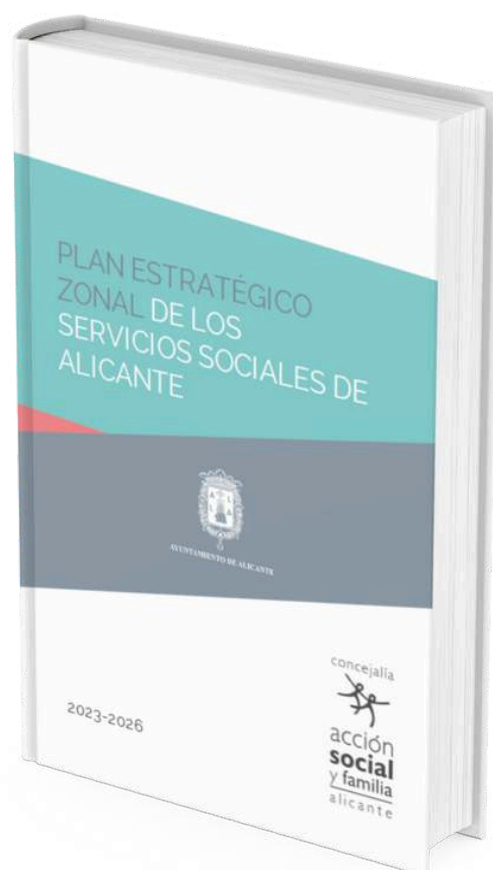 PLAN ESTRATÉGICO
ZONAL DE LOS
SERVICIOS SOCIALES DE
ALICANTE
AYUNTAMIENTO DE ALICANTE
2023-2026
concejalía
acción
social
y familia
alicante